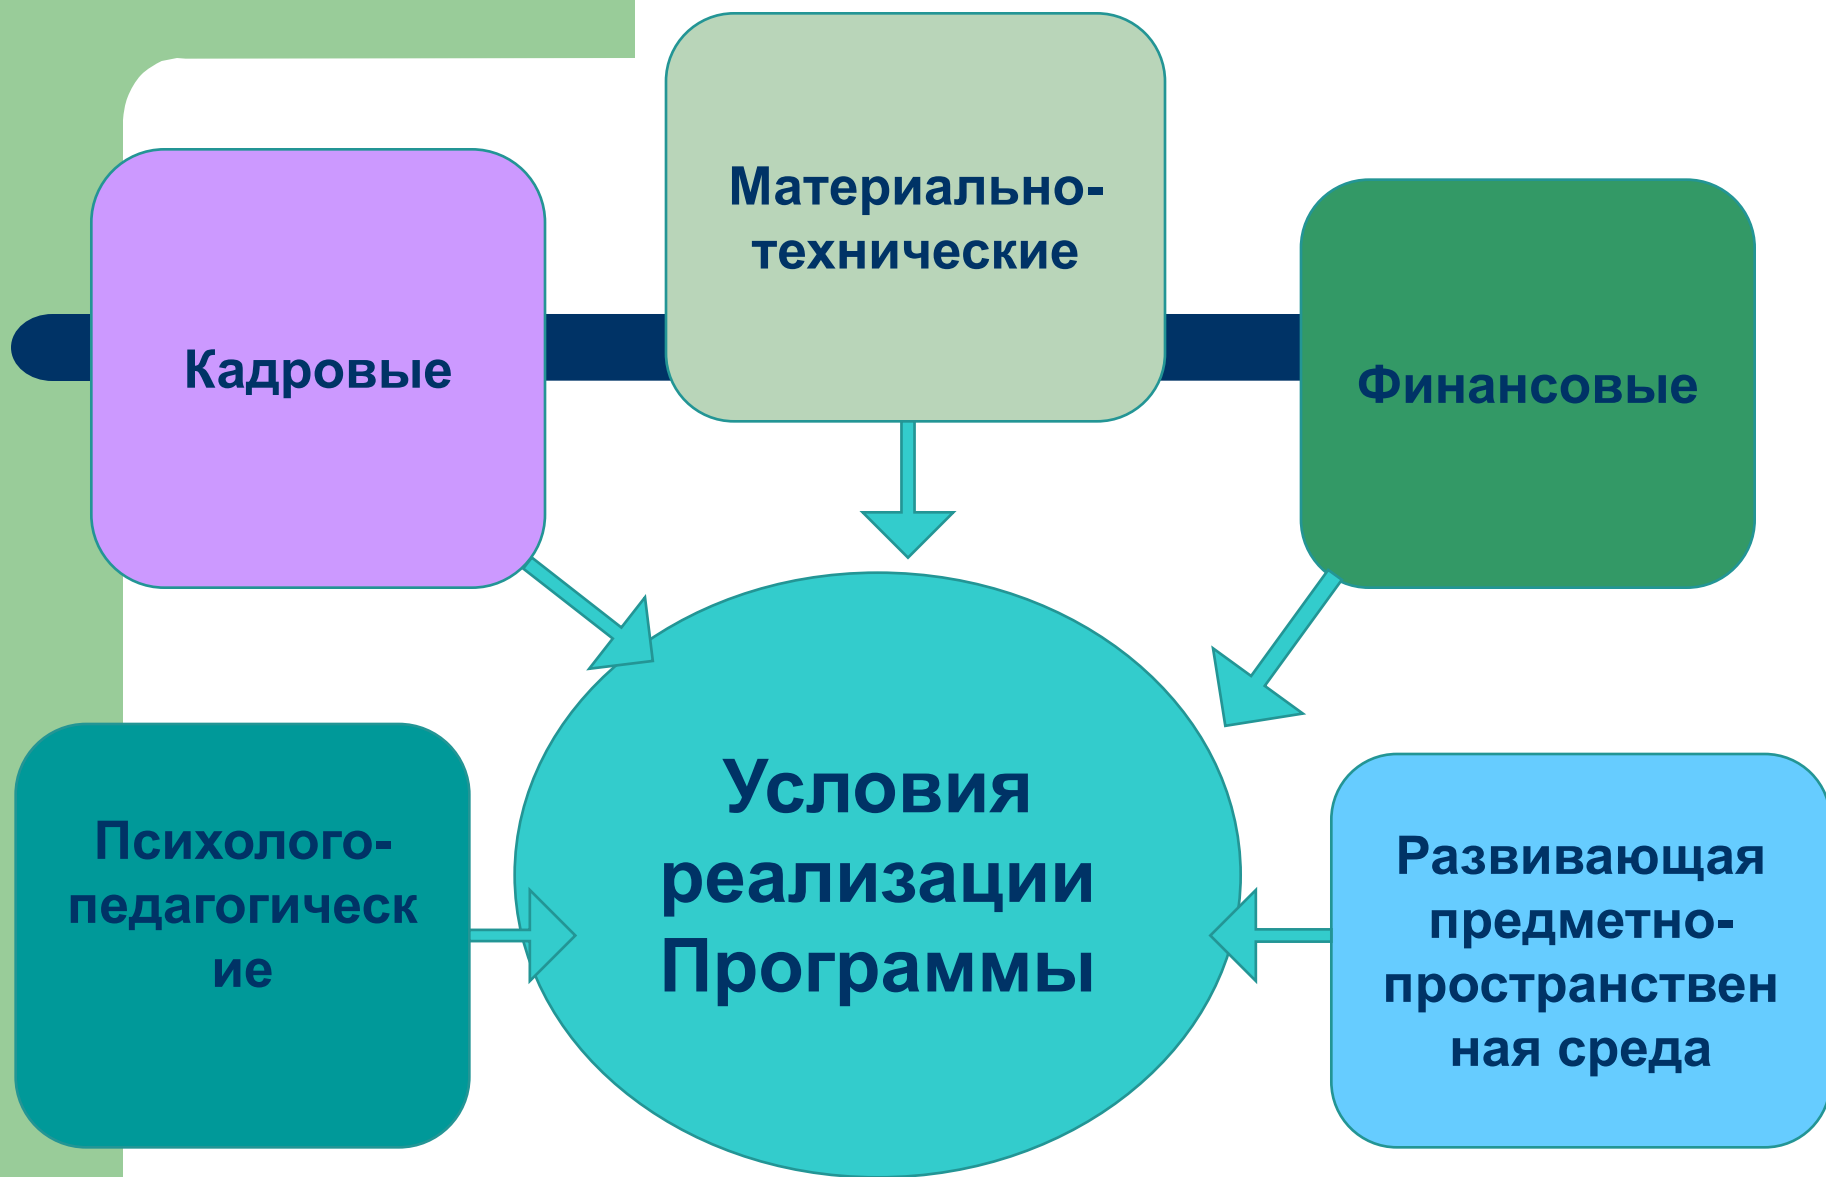 Материально-
технические
Кадровые
Финансовые
Условия
реализации
Программы
Психолого-
педагогическ
ие
Развивающая
предметно-
пространствен
ная среда